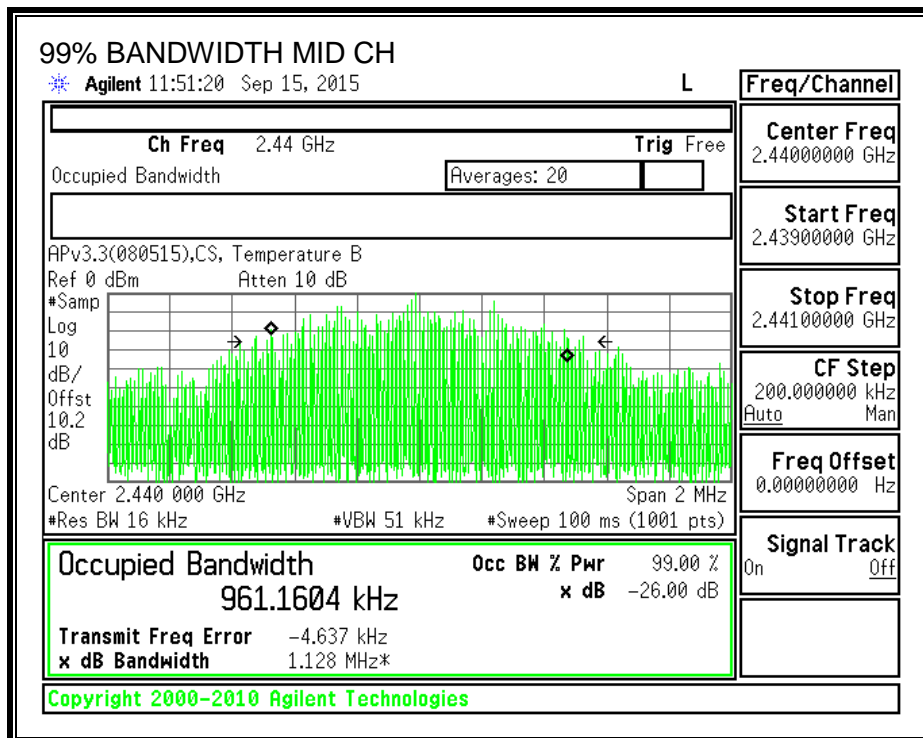 99% BANDWIDTH MID CH
Agilent 11:51:20 Sep 15, 2015 L
Freq/Channel
Ch Freq 2.44 GHz Trig Free
Occupied Bandwidth Averages: 20
APv3.3(080515),CS, Temperature B
Ref 0 dBm Atten 10 dB
#Samp
Log
10
dB/
Offst
10.2
dB
Center 2.440 000 GHz Span 2 MHz
#Res BW 16 kHz #VBW 51 kHz #Sweep 100 ms (1001 pts)
Occupied Bandwidth
961.1604 kHz
Occ BW % Pwr 99.00 %
x dB -26.00 dB
Transmit Freq Error -4.637 kHz
x dB Bandwidth 1.128 MHz*
Copyright 2000-2010 Agilent Technologies
Center Freq
2.44000000 GHz
Start Freq
2.43900000 GHz
Stop Freq
2.44100000 GHz
CF Step
200.000000 kHz
Auto Man
Freq Offset
0.00000000 Hz
Signal Track
On Off